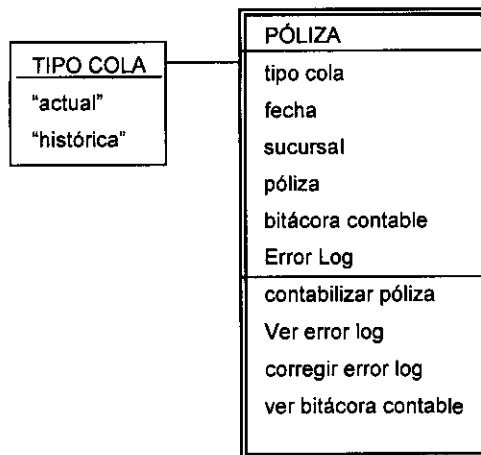 TIPO COLA
"actual"
"histórica"
PÓLIZA
tipo cola
fecha
sucursal
póliza
bitácora contable
Error Log
contabilizar póliza
Ver error log
corregir error log
ver bitácora contable